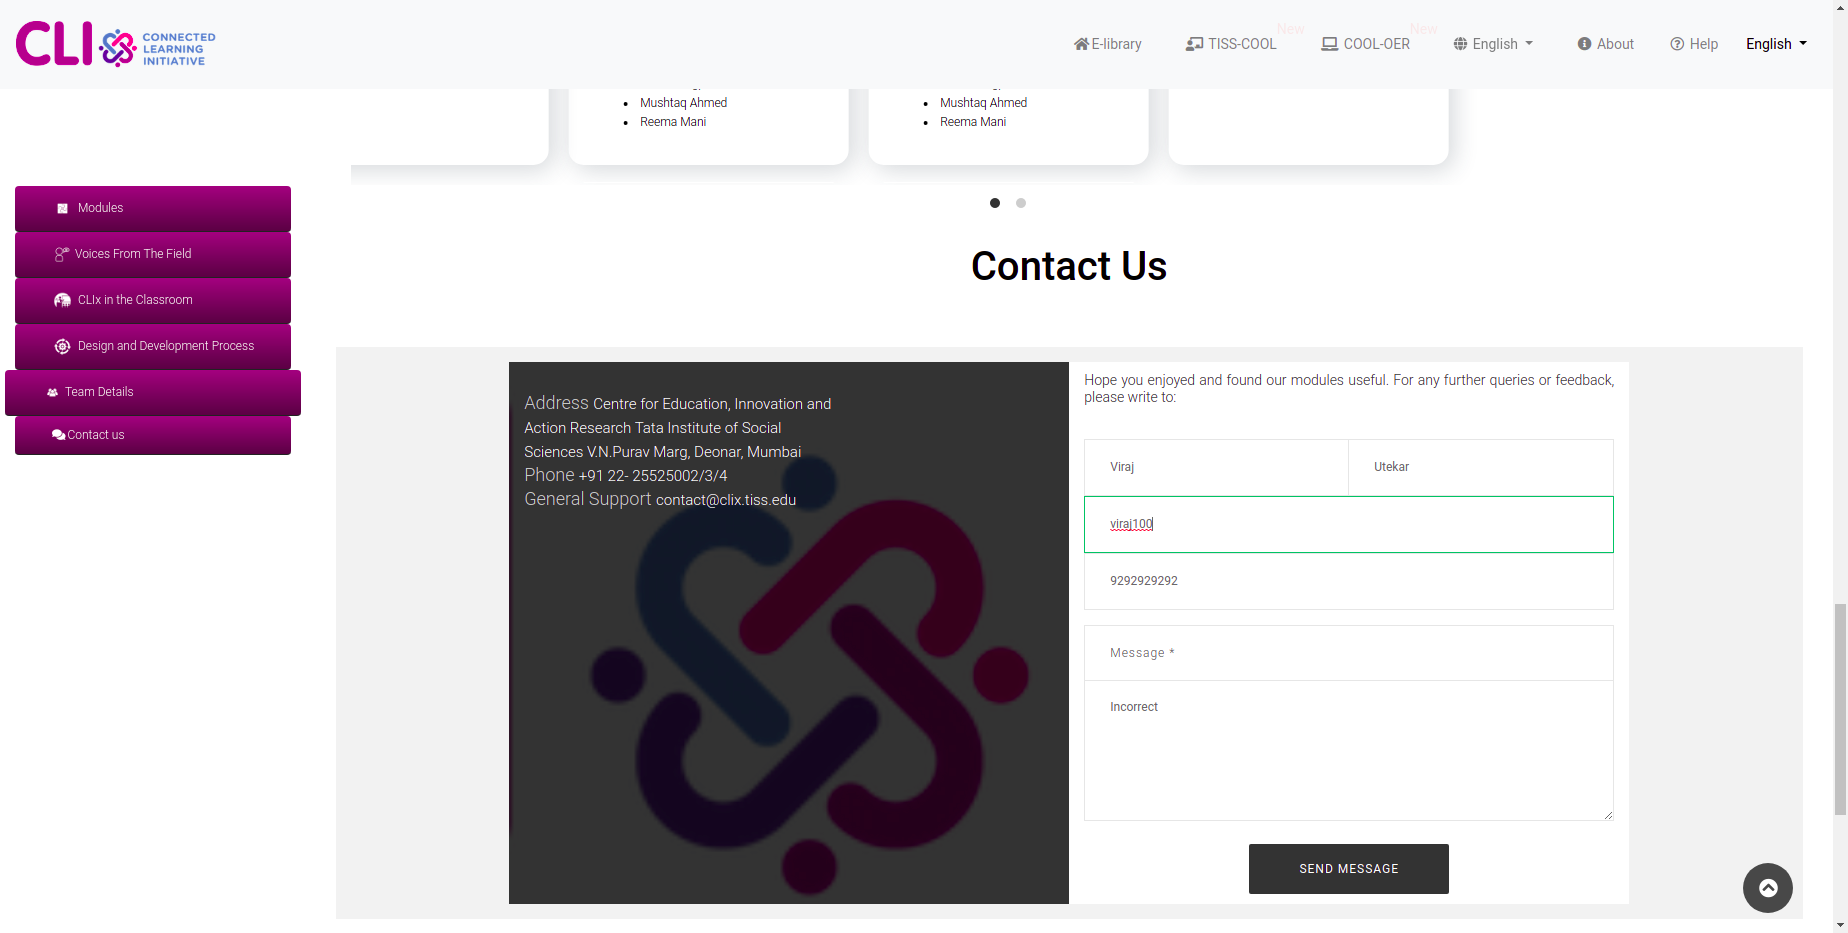 CLI CONNECTED
LEARNING
INITIATIVE
E-library
TISS-COOL
New
COOL-OER
New
English
About
Help
English
Mushtaq Ahmed
Reema Mani
Mushtaq Ahmed
Reema Mani
Modules
Voices From The Field
CLIx in the Classroom
Design and Development Process
Team Details
Contact us
Contact Us
Address Centre for Education, Innovation and
Action Research Tata Institute of Social
Sciences V.N.Purav Marg, Deonar, Mumbai
Phone +91 22- 25525002/3/4
General Support contact@clix.tiss.edu
Hope you enjoyed and found our modules useful. For any further queries or feedback,
please write to:
Viraj
Utekar
viraj100
9292929292
Message *
Incorrect
SEND MESSAGE